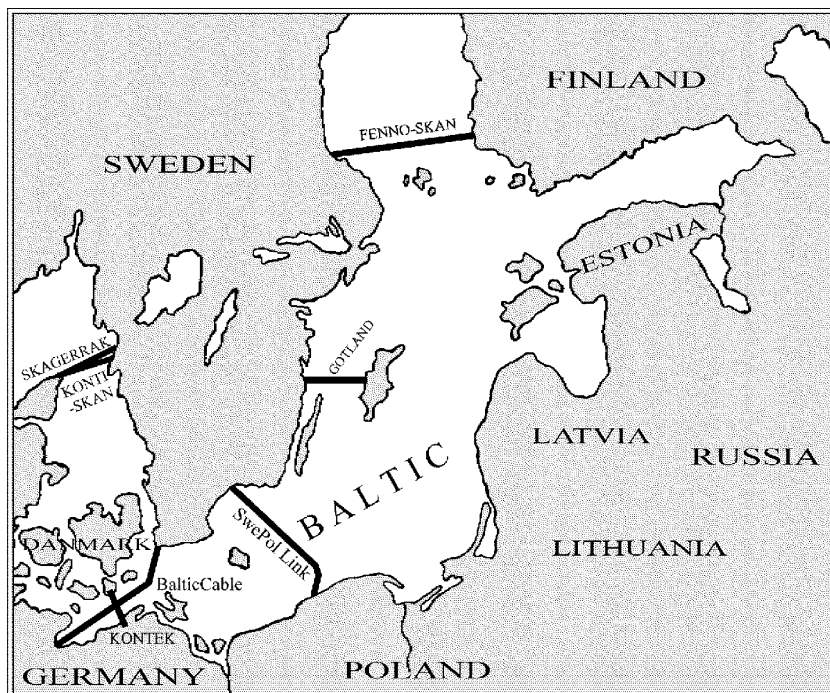 FINLAND
FENNO-SKAN
SWEDEN
ESTONIA
SKAGERRAK
GOTLAND
KONTI
-SKAN
LATVIA
RUSSIA
BALTIC
SwePol Link
DANMARK
LITHUANIA
BalticCable
KONTEK
GERMANY
POLAND